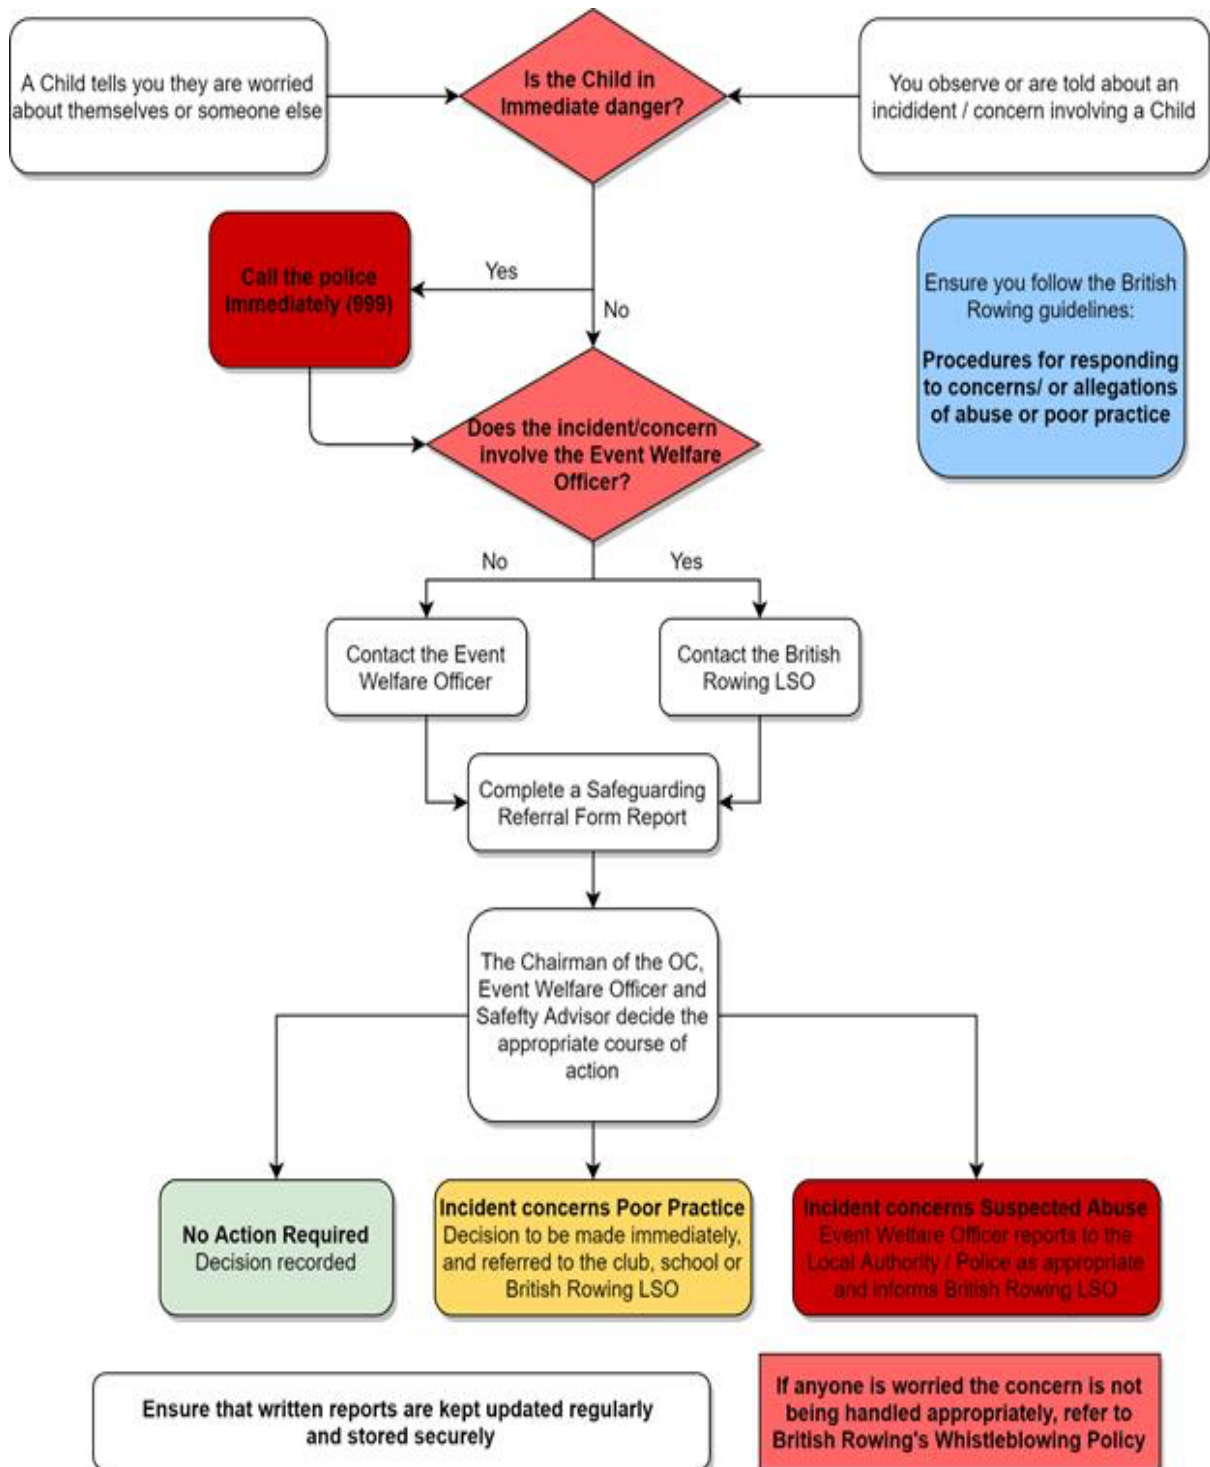 A Child tells you they are worried
about themselves or someone else
Is the Child in
Immediate danger?
You observe or are told about an
incidident / concern involving a Child
Call the police
immediately (999)
Yes
No
Ensure you follow the British
Rowing guidelines:
Procedures for responding
to concerns/ or allegations
of abuse or poor practice
Does the incident/concern
involve the Event Welfare
Officer?
No
Yes
Contact the Event
Welfare Officer
Contact the British
Rowing LSO
Complete a Safeguarding
Referral Form Report
The Chairman of the OC,
Event Welfare Officer and
Safefty Advisor decide the
appropriate course of
action
No Action Required
Decision recorded
Incident concerns Poor Practice
Decision to be made immediately,
and referred to the club, school or
British Rowing LSO
Incident concerns Suspected Abuse
Event Welfare Officer reports to the
Local Authority / Police as appropriate
and informs British Rowing LSO
Ensure that written reports are kept updated regularly
and stored securely
If anyone is worried the concern is not
being handled appropriately, refer to
British Rowing's Whistleblowing Policy